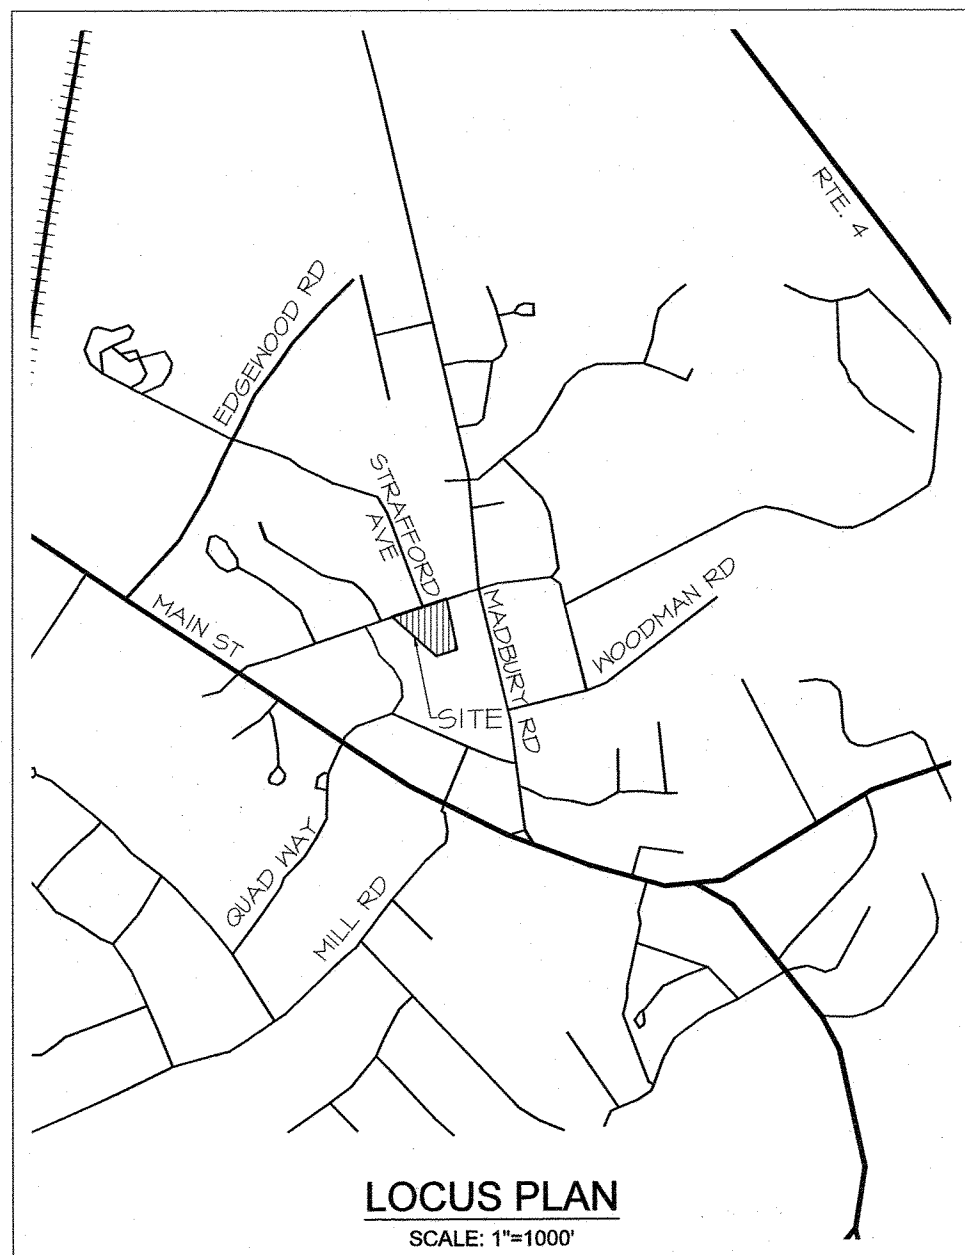 RTE. 4
EDGEWOOD RD
STRAFFORD
AVE
MAIN ST
WOODMAN RD
MADBURY RD
SITE
QUAD WAY
MILL RD
LOCUS PLAN
SCALE: 1"=1000'